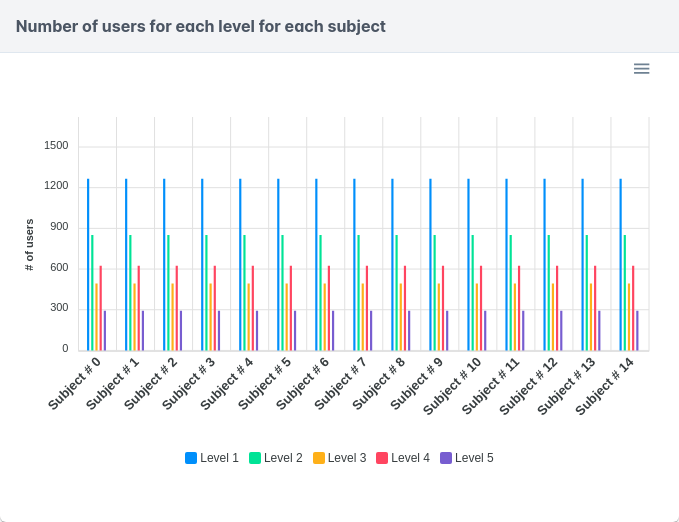 Number of users for each level for each subject
# of users
1500
1200
900
600
300
0
Subject # 0
Subject # 1
Subject # 2
Subject # 3
Subject # 4
Subject # 5
Subject # 6
Subject # 7
Subject # 8
Subject # 9
Subject # 10
Subject # 11
Subject # 12
Subject # 13
Subject # 14
Level 1 Level 2 Level 3 Level 4 Level 5